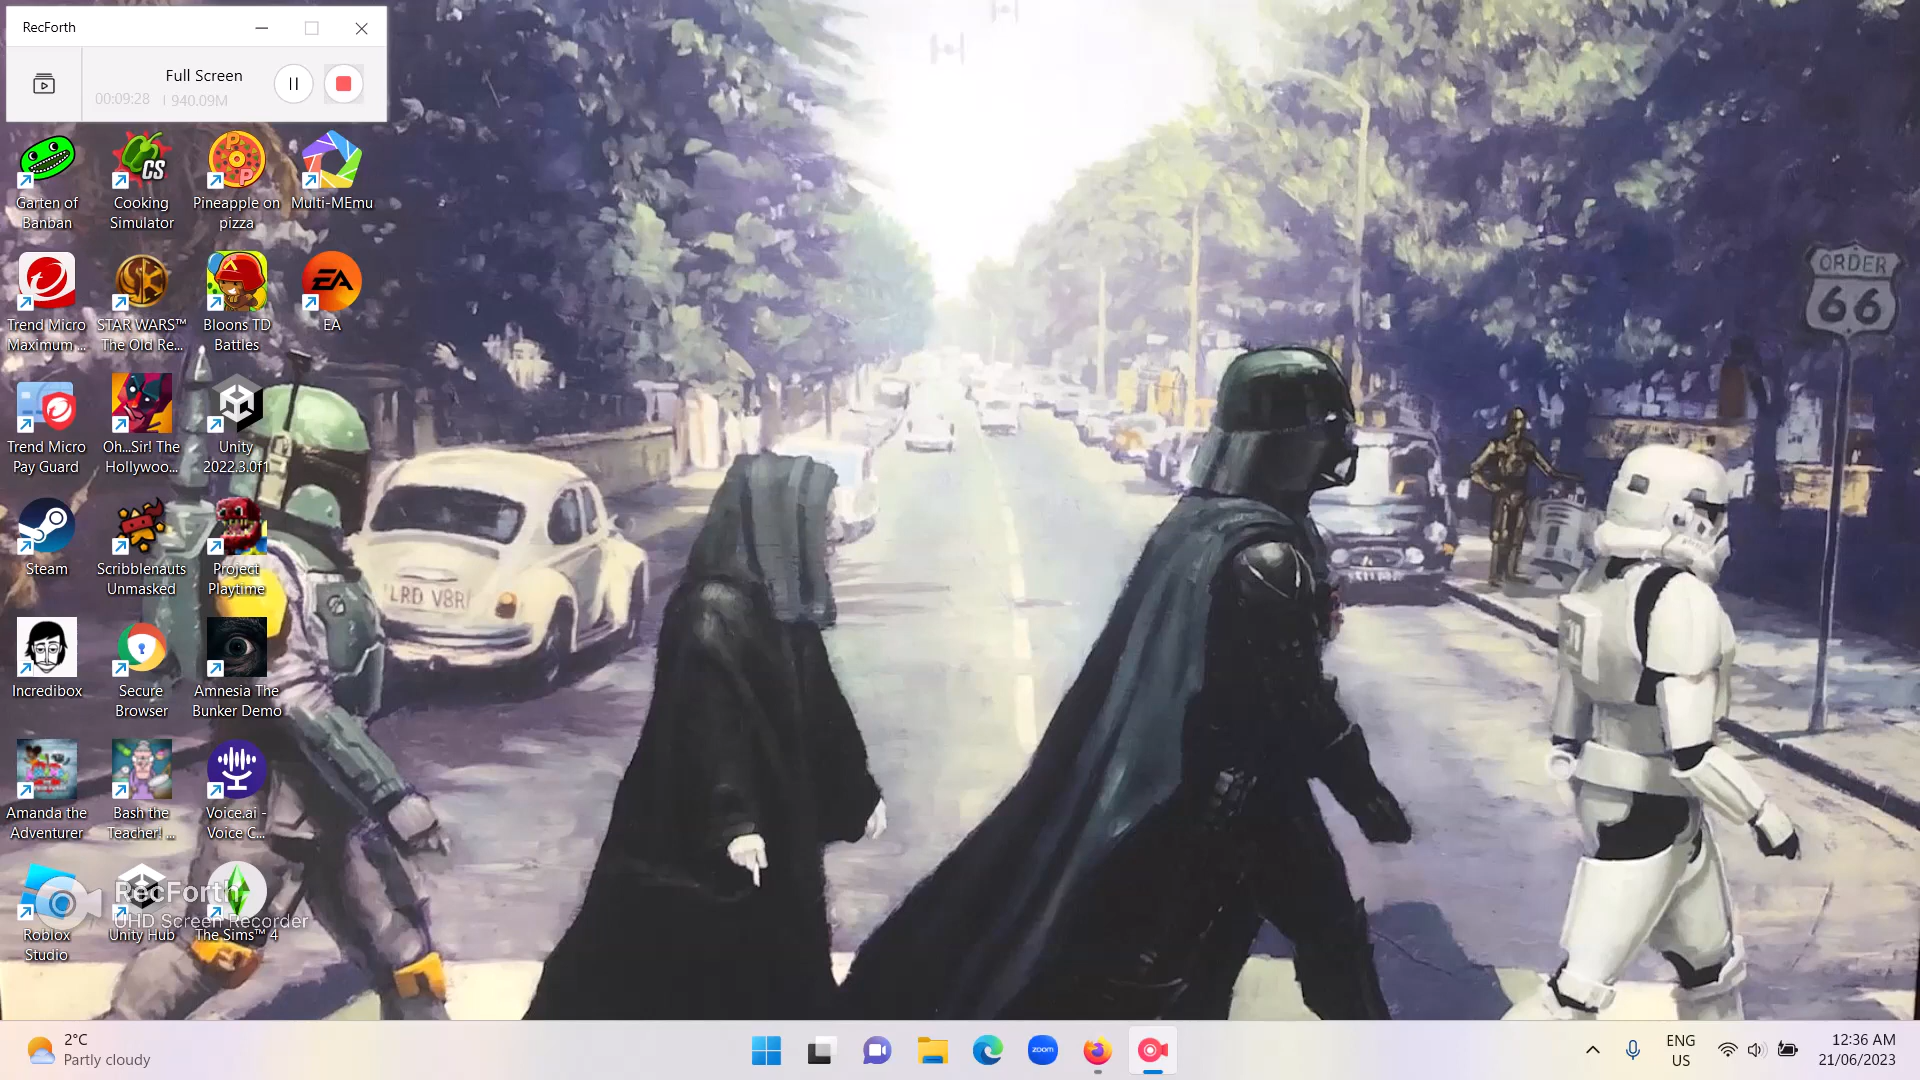 RecForth
Full Screen
00:09:28 | 940.09M
Garten of
Banban
Cooking
Simulator
CS
Pineapple on
pizza
Multi-MEmu
Trend Micro
Maximum ...
STAR WARS™
The Old Re...
Bloons TD
Battles
EA
EA
Trend Micro
Pay Guard
Oh...Sir! The
Hollywoo...
Unity
2022.3.0f1
Steam
Scribblenauts
Unmasked
Project
Playtime
Incredibox
Secure
Browser
Amnesia The
Bunker Demo
Amanda the
Adventurer
Bash the
Teacher! ...
Voice.ai -
Voice C...
Roblox
Studio
Unity Hub
The Sims™ 4
RecForth
UHD Screen Recorder
LRD V8R
ORDER
66
2°C
Partly cloudy
zoom
ENG
US
12:36 AM
21/06/2023